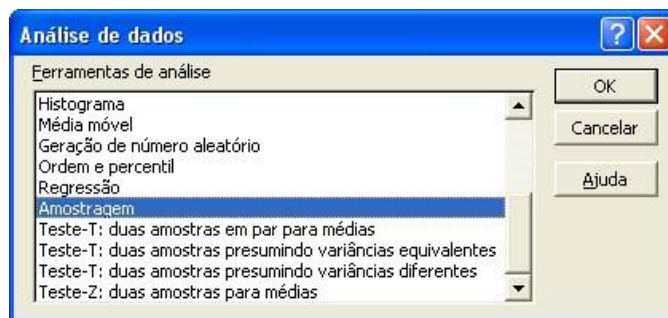 Análise de dados
Ferramentas de análise
Histograma
Média móvel
Geração de número aleatório
Ordem e percentil
Regressão
Amostragem
Teste-T: duas amostras em par para médias
Teste-T: duas amostras presumindo variâncias equivalentes
Teste-T: duas amostras presumindo variâncias diferentes
Teste-Z: duas amostras para médias
OK
Cancelar
Ajuda